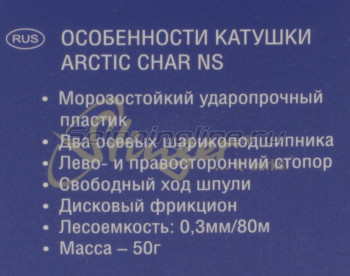 RUS ОСОБЕННОСТИ КАТУШКИ
ARCTIC CHAR NS
• Морозостойкий ударопрочный
пластик
• Два осевых шарикоподшипника
• Лево- и правосторонний стопор
• Свободный ход шпули
• Дисковый фрикцион
• Лесоемкость: 0,3мм/80м
• Масса – 50г